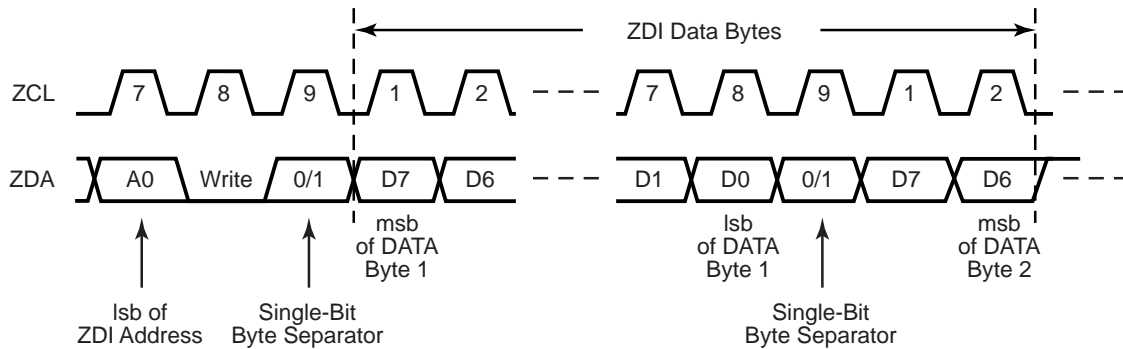 ZDI Data Bytes
ZCL 7 8 9 1 2 7 8 9 1 2
ZDA A0 Write 0/1 D7 D6 D1 D0 0/1 D7 D6
msb
of DATA
Byte 1
lsb
of DATA
Byte 1
msb
of DATA
Byte 2
lsb of
ZDI Address
Single-Bit
Byte Separator
Single-Bit
Byte Separator